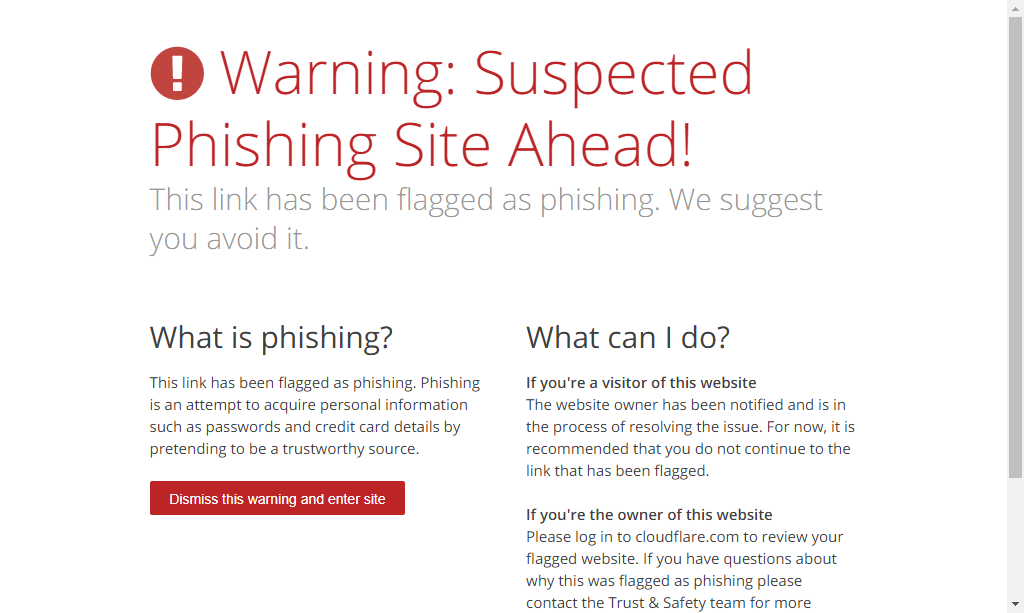 Warning: Suspected
Phishing Site Ahead!
This link has been flagged as phishing. We suggest
you avoid it.
What is phishing?
This link has been flagged as phishing. Phishing
is an attempt to acquire personal information
such as passwords and credit card details by
pretending to be a trustworthy source.
Dismiss this warning and enter site
What can I do?
If you're a visitor of this website
The website owner has been notified and is in
the process of resolving the issue. For now, it is
recommended that you do not continue to the
link that has been flagged.
If you're the owner of this website
Please log in to cloudflare.com to review your
flagged website. If you have questions about
why this was flagged as phishing please
contact the Trust & Safety team for more